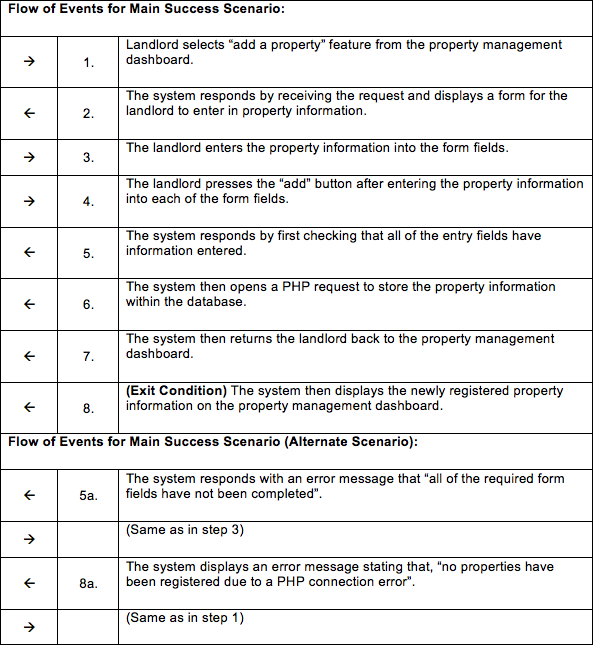 Flow of Events for Main Success Scenario:
→ 1. Landlord selects “add a property” feature from the property management
dashboard.
← 2. The system responds by receiving the request and displays a form for the
landlord to enter in property information.
→ 3. The landlord enters the property information into the form fields.
→ 4. The landlord presses the “add” button after entering the property information
into each of the form fields.
← 5. The system responds by first checking that all of the entry fields have
information entered.
← 6. The system then opens a PHP request to store the property information
within the database.
← 7. The system then returns the landlord back to the property management
dashboard.
← 8. (Exit Condition) The system then displays the newly registered property
information on the property management dashboard.
Flow of Events for Main Success Scenario (Alternate Scenario):
← 5a. The system responds with an error message that “all of the required form
fields have not been completed”.
→ (Same as in step 3)
← 8a. The system displays an error message stating that, “no properties have
been registered due to a PHP connection error”.
→ (Same as in step 1)